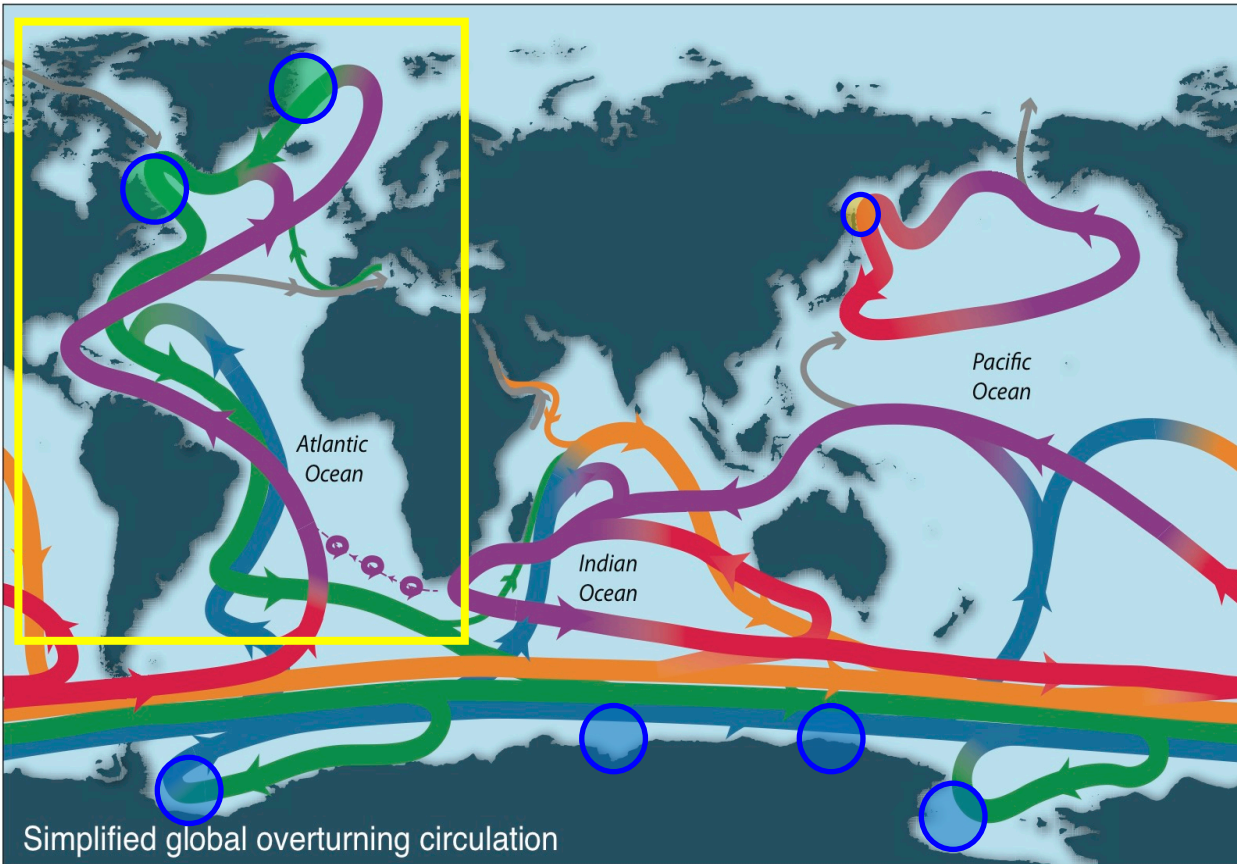 Atlantic
Ocean
Pacific
Ocean
Indian
Ocean
Simplified global overturning circulation